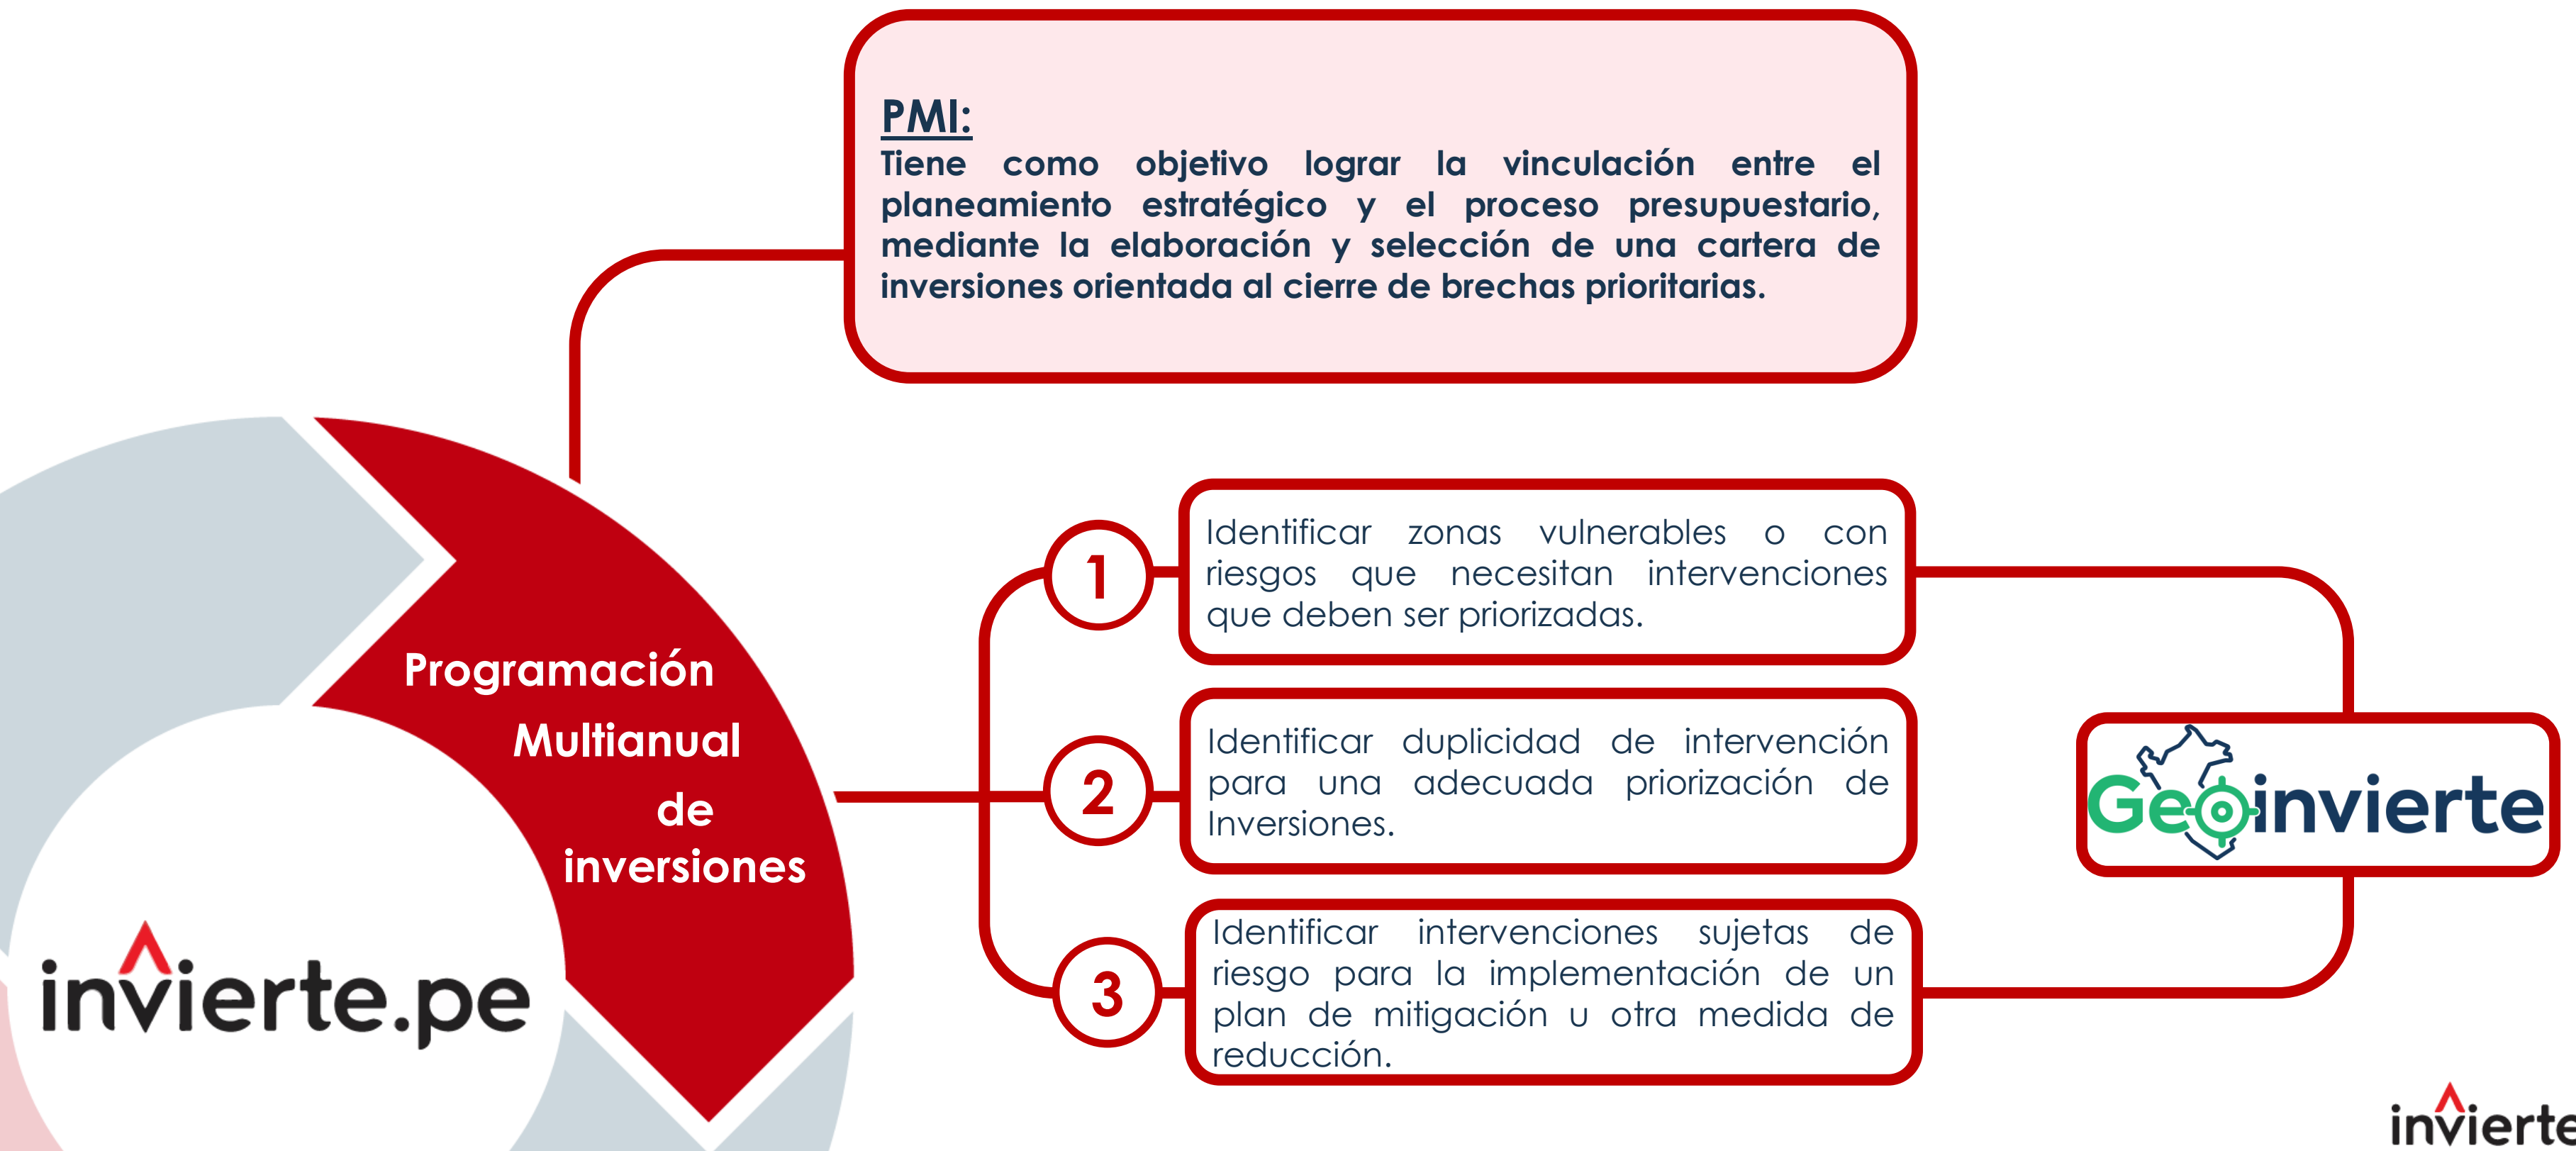 PMI:
Tiene como objetivo lograr la vinculación entre el
planeamiento estratégico y el proceso presupuestario,
mediante la elaboración y selección de una cartera de
inversiones orientada al cierre de brechas prioritarias.
Programación
Multianual
de
inversiones
invierte.pe
1
Identificar zonas vulnerables o con
riesgos que necesitan intervenciones
que deben ser priorizadas.
2
Identificar duplicidad de intervención
para una adecuada priorización de
Inversiones.
3
Identificar intervenciones sujetas de
riesgo para la implementación de un
plan de mitigación u otra medida de
reducción.
Geoinvierte
invierte